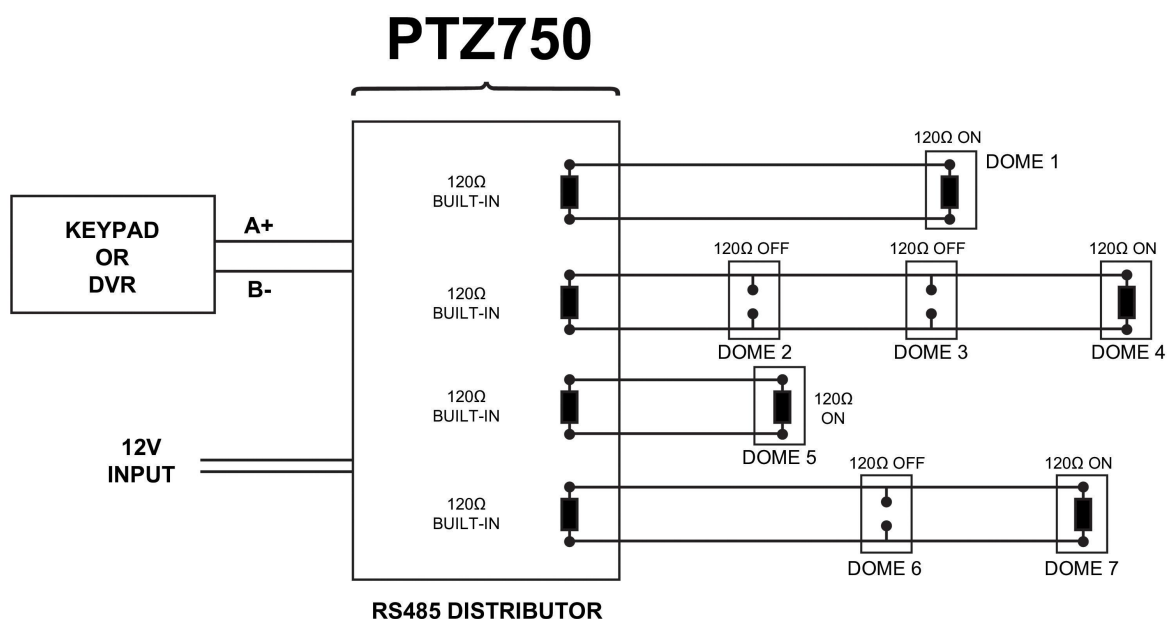 PTZ750
KEYPAD
OR
DVR
A+
B-
12V
INPUT
120Ω
BUILT-IN
120Ω ON
DOME 1
120Ω
BUILT-IN
120Ω OFF
120Ω OFF
120Ω ON
DOME 2
DOME 3
DOME 4
120Ω
BUILT-IN
120Ω
ON
DOME 5
120Ω
BUILT-IN
120Ω OFF
120Ω ON
DOME 6
DOME 7
RS485 DISTRIBUTOR